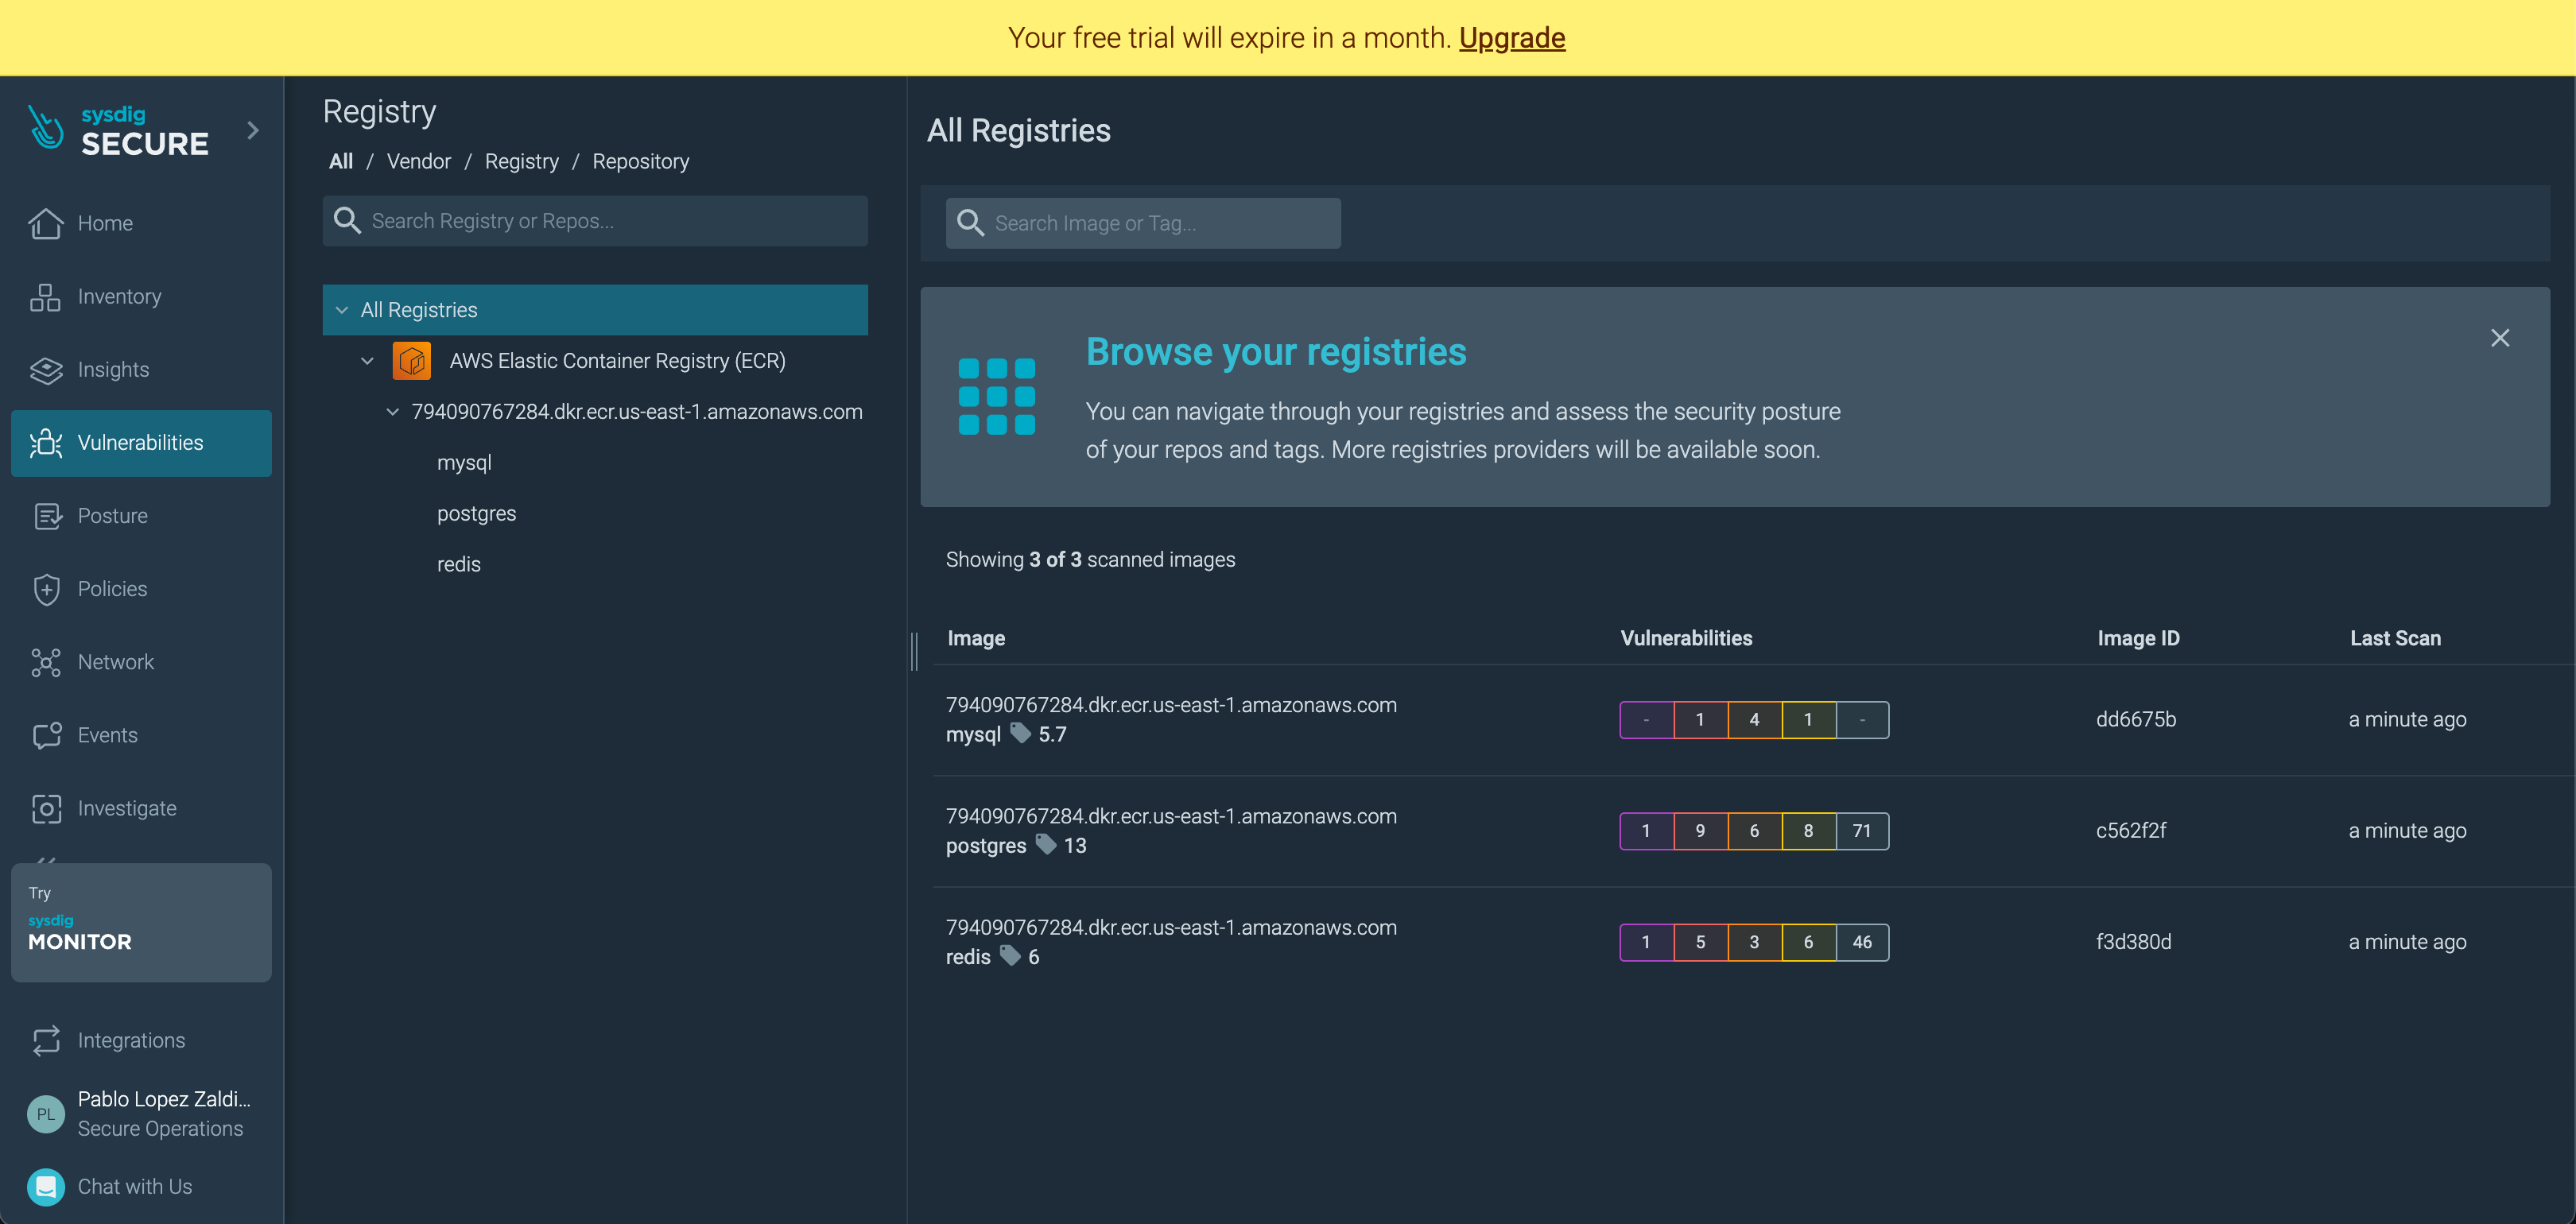 Your free trial will expire in a month. Upgrade
sysdig
SECURE
Home
Inventory
Insights
Vulnerabilities
Posture
Policies
Network
Events
Investigate
Try
sysdig
MONITOR
Integrations
PL
Pablo Lopez Zaldi...
Secure Operations
Chat with Us
Registry
All / Vendor / Registry / Repository
Search Registry or Repos...
All Registries
AWS Elastic Container Registry (ECR)
794090767284.dkr.ecr.us-east-1.amazonaws.com
mysql
postgres
redis
All Registries
Search Image or Tag...
Browse your registries
You can navigate through your registries and assess the security posture
of your repos and tags. More registries providers will be available soon.
Showing 3 of 3 scanned images
Image Vulnerabilities Image ID Last Scan
794090767284.dkr.ecr.us-east-1.amazonaws.com
mysql 5.7
- 1 4 1 -
dd6675b
a minute ago
794090767284.dkr.ecr.us-east-1.amazonaws.com
postgres 13
1 9 6 8 71
c562f2f
a minute ago
794090767284.dkr.ecr.us-east-1.amazonaws.com
redis 6
1 5 3 6 46
f3d380d
a minute ago